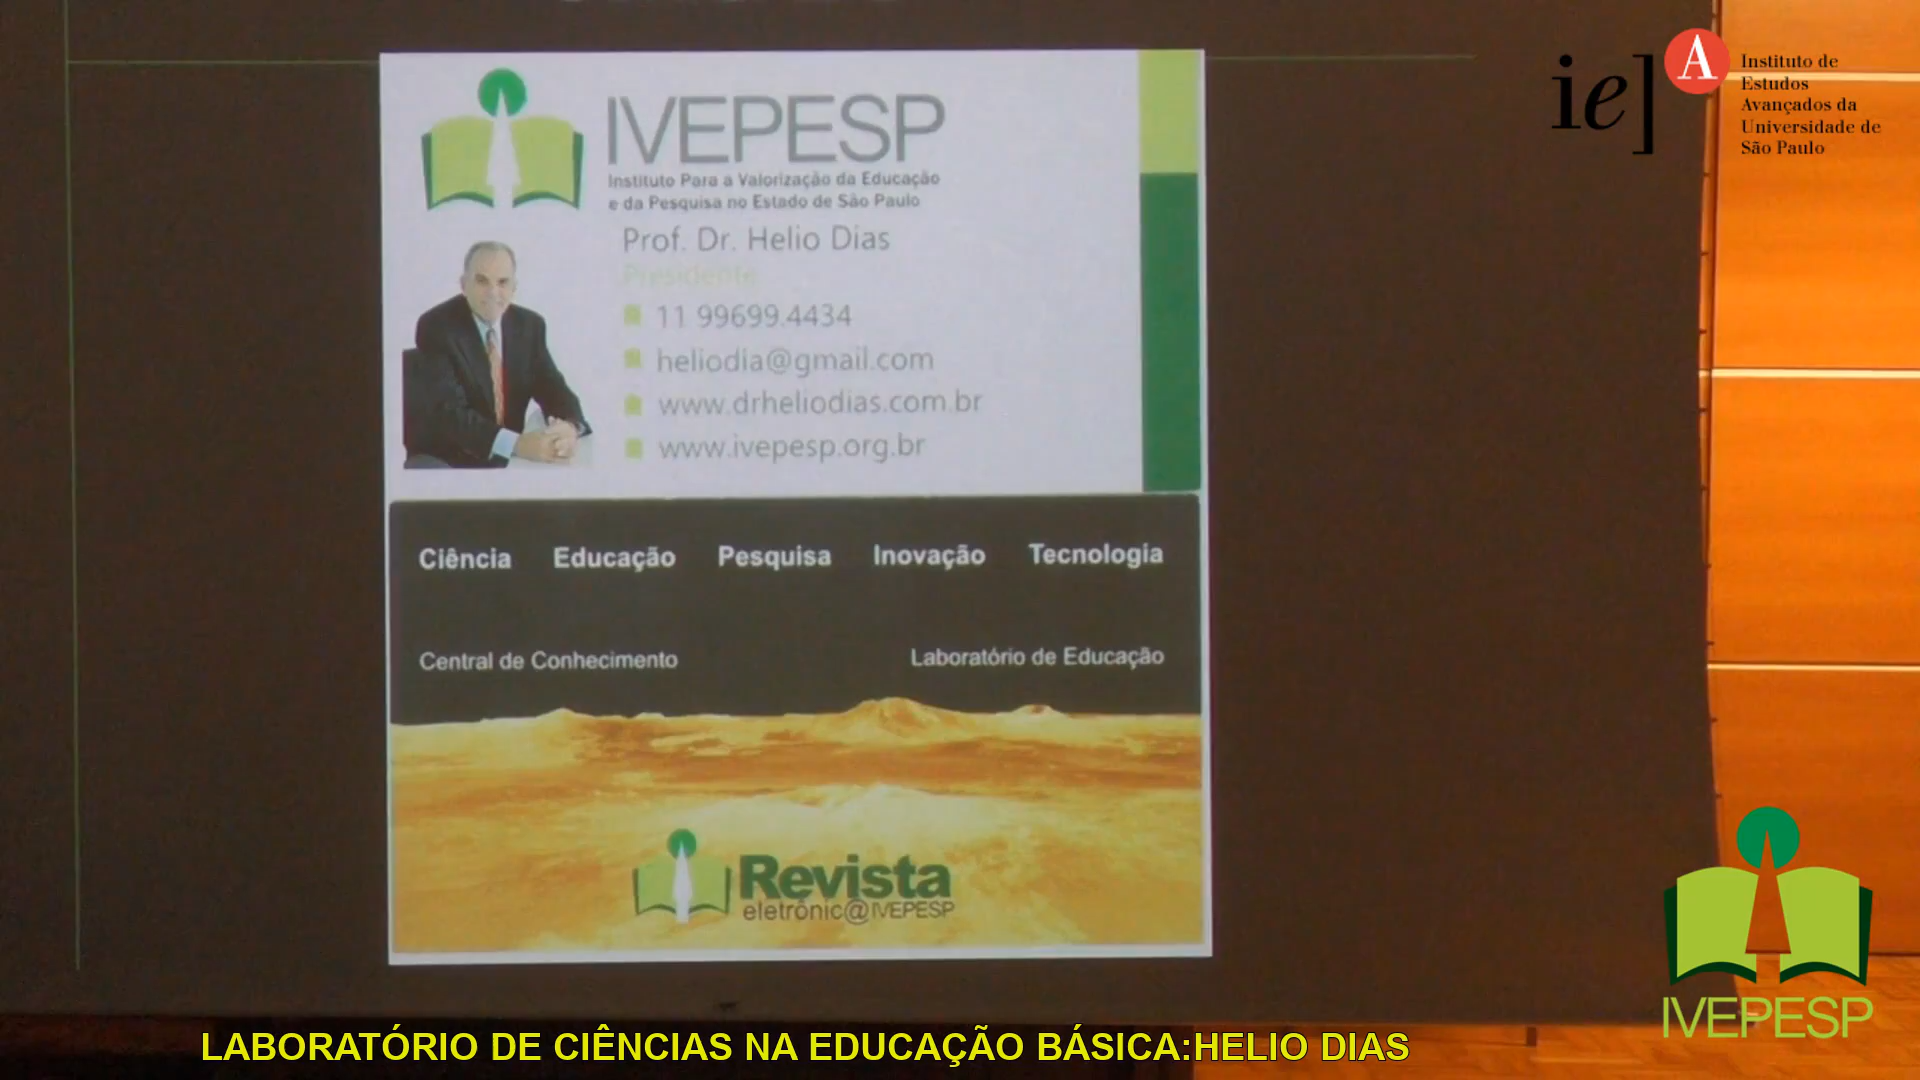 IVEPESP
Instituto Para a Valorização da Educação
e da Pesquisa no Estado de São Paulo
Prof. Dr. Helio Dias
Presidente
11 99699.4434
heliodia@gmail.com
www.drheliodias.com.br
www.ivepesp.org.br
Ciência Educação Pesquisa Inovação Tecnologia
Central de Conhecimento Laboratório de Educação
Revista
eletrônic@IVEPESP
iea]
Instituto de
Estudos
Avançados da
Universidade de
São Paulo
IVEPESP
LABORATÓRIO DE CIÊNCIAS NA EDUCAÇÃO BÁSICA:HELIO DIAS